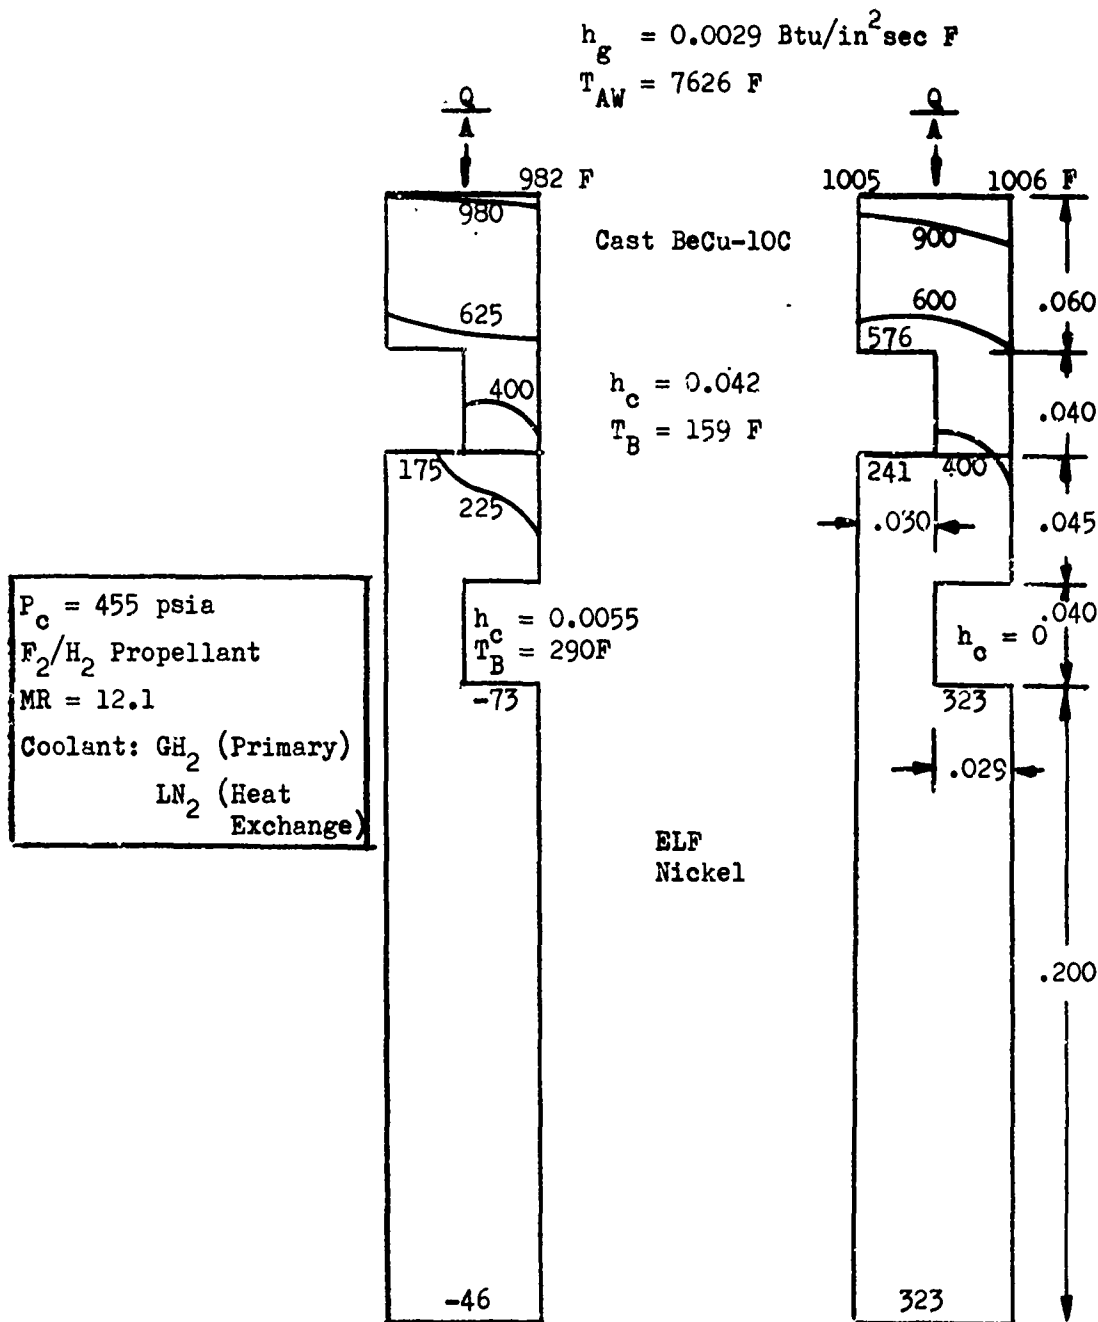 h_g = 0.0029 Btu/in²sec F
T_AW = 7626 F
Q
A
Q
A
982 F
980
1005
1006 F
Cast BeCu-10C
900
625
600
.060
576
400
h_c = 0.042
T_B = 159 F
.040
175
241
400
225
.030
.045
P_c = 455 psia
F₂/H₂ Propellant
MR = 12.1
Coolant: GH₂ (Primary)
LN₂ (Heat
Exchange)
h_c = 0.0055
T_B = 290F
.040
h_c = 0
-73
323
.029
ELF
Nickel
.200
-46
323